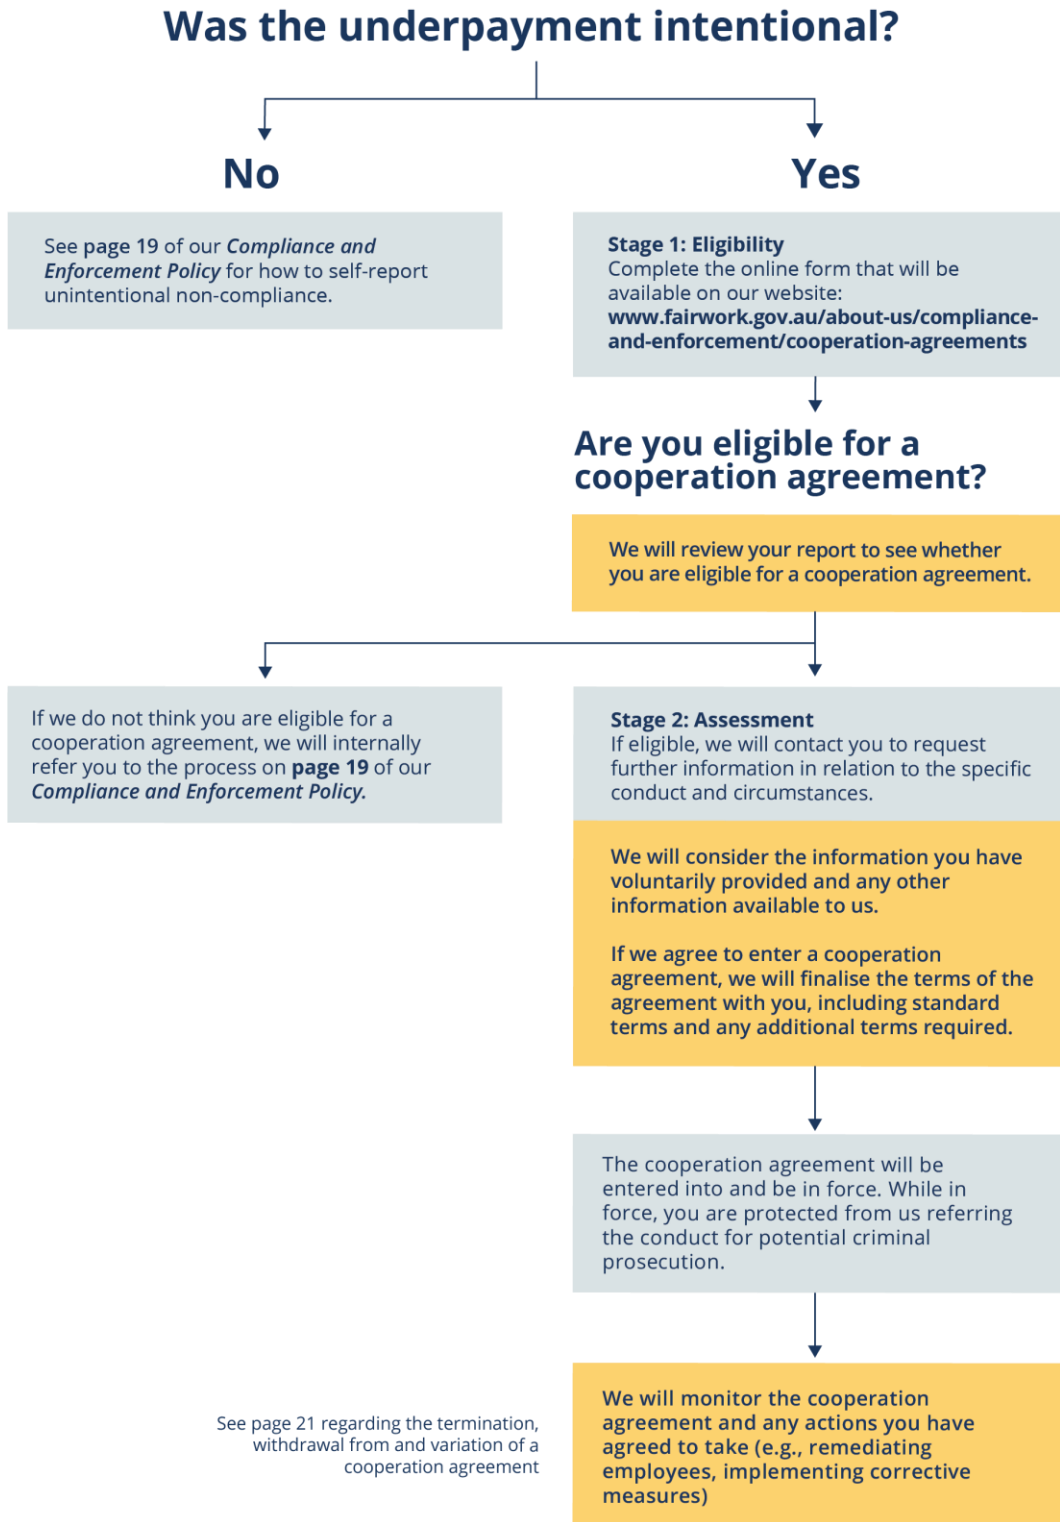 Was the underpayment intentional?
No
Yes
See page 19 of our Compliance and
Enforcement Policy for how to self-report
unintentional non-compliance.
Stage 1: Eligibility
Complete the online form that will be
available on our website:
www.fairwork.gov.au/about-us/compliance-
and-enforcement/cooperation-agreements
Are you eligible for a
cooperation agreement?
We will review your report to see whether
you are eligible for a cooperation agreement.
If we do not think you are eligible for a
cooperation agreement, we will internally
refer you to the process on page 19 of our
Compliance and Enforcement Policy.
Stage 2: Assessment
If eligible, we will contact you to request
further information in relation to the specific
conduct and circumstances.
We will consider the information you have
voluntarily provided and any other
information available to us.
If we agree to enter a cooperation
agreement, we will finalise the terms of the
agreement with you, including standard
terms and any additional terms required.
The cooperation agreement will be
entered into and be in force. While in
force, you are protected from us referring
the conduct for potential criminal
prosecution.
See page 21 regarding the termination,
withdrawal from and variation of a
cooperation agreement
We will monitor the cooperation
agreement and any actions you have
agreed to take (e.g., remediating
employees, implementing corrective
measures)